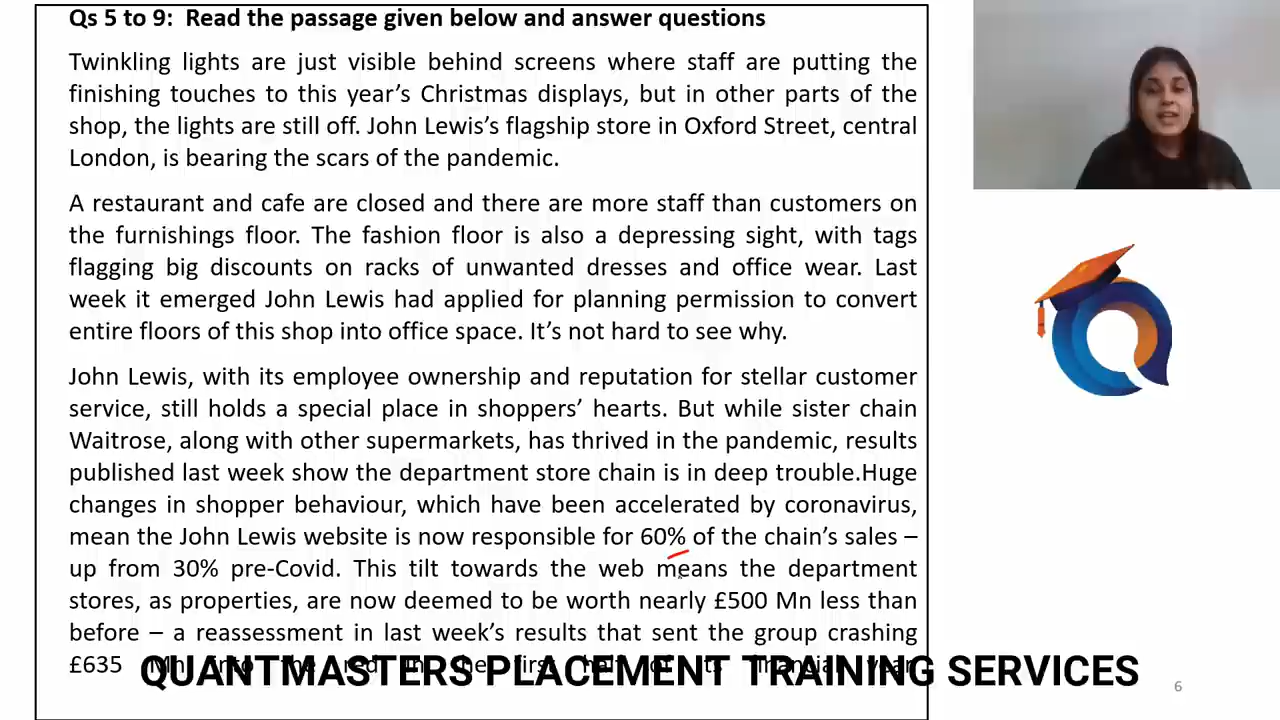 Qs 5 to 9: Read the passage given below and answer questions
Twinkling lights are just visible behind screens where staff are putting the
finishing touches to this year’s Christmas displays, but in other parts of the
shop, the lights are still off. John Lewis’s flagship store in Oxford Street, central
London, is bearing the scars of the pandemic.
A restaurant and cafe are closed and there are more staff than customers on
the furnishings floor. The fashion floor is also a depressing sight, with tags
flagging big discounts on racks of unwanted dresses and office wear. Last
week it emerged John Lewis had applied for planning permission to convert
entire floors of this shop into office space. It’s not hard to see why.
John Lewis, with its employee ownership and reputation for stellar customer
service, still holds a special place in shoppers’ hearts. But while sister chain
Waitrose, along with other supermarkets, has thrived in the pandemic, results
published last week show the department store chain is in deep trouble.Huge
changes in shopper behaviour, which have been accelerated by coronavirus,
mean the John Lewis website is now responsible for 60% of the chain’s sales –
up from 30% pre-Covid. This tilt towards the web means the department
stores, as properties, are now deemed to be worth nearly £500 Mn less than
before – a reassessment in last week’s results that sent the group crashing
£635 Mn into the red in the first half of its financial year.
QUANTMASTERS PLACEMENT TRAINING SERVICES
6